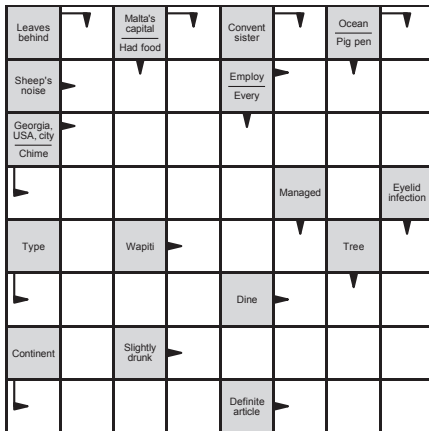 Leaves
behind
Malta's
capital
Had food
Convent
sister
Ocean
Pig pen
Sheep's
noise
Employ
Every
Georgia,
USA, city
Chime
Managed
Eyelid
infection
Type
Wapiti
Tree
Dine
Continent
Slightly
drunk
Definite
article